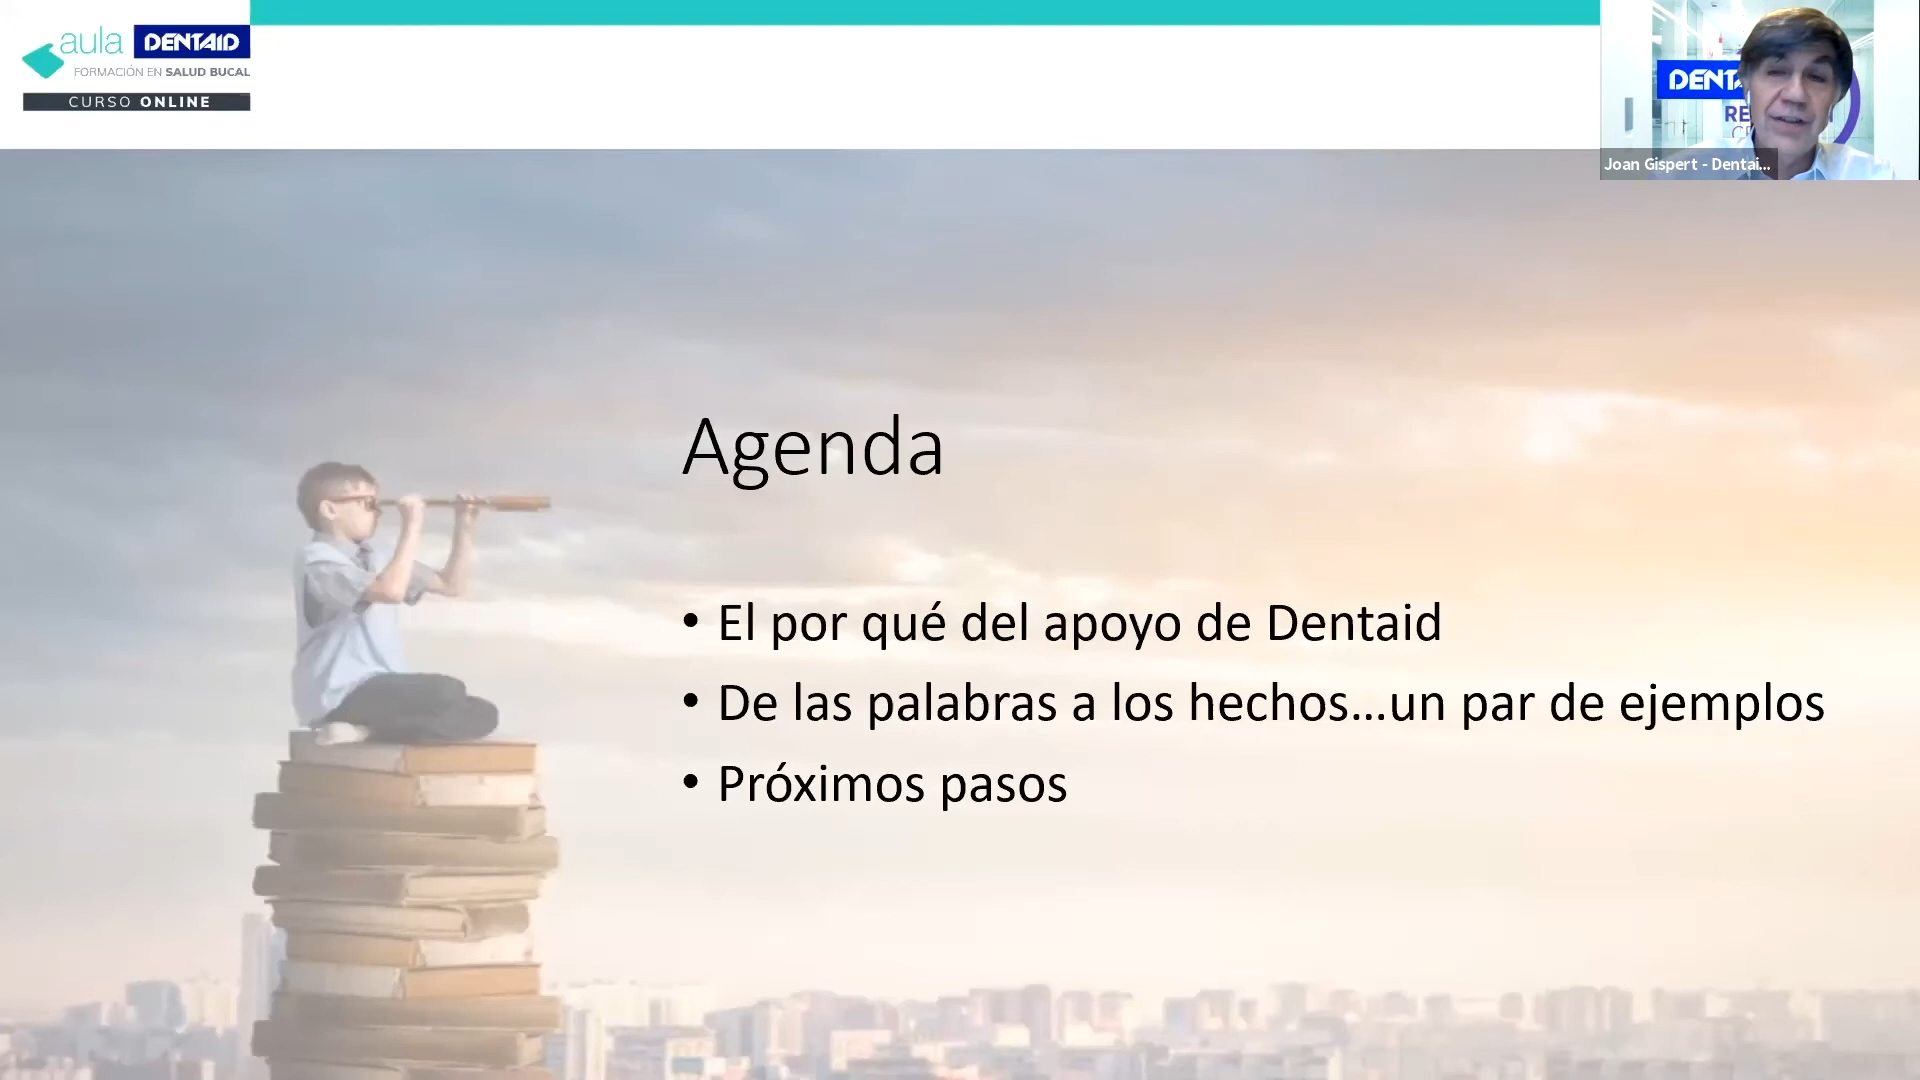 aula DENTAID
FORMACIÓN EN SALUD BUCAL
CURSO ONLINE
DENT
RE
Joan Gispert - Dentai...
Agenda
• El por qué del apoyo de Dentaid
• De las palabras a los hechos...un par de ejemplos
• Próximos pasos